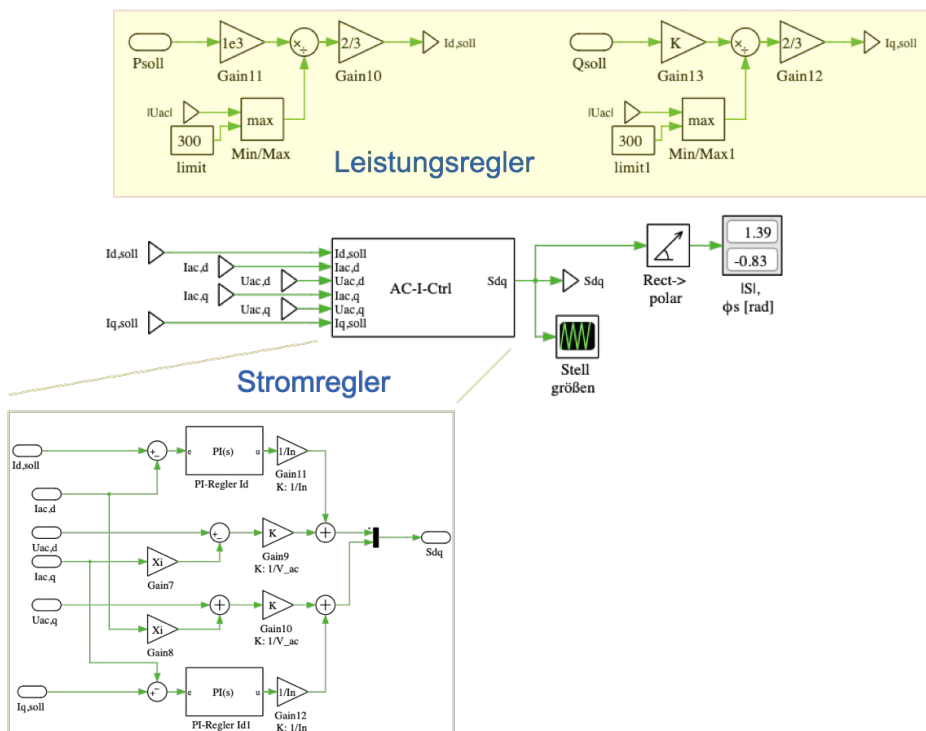 Psoll
1e3
Gain11
×
÷
2/3
Gain10
Id,soll
|Uac|
300
limit
max
Min/Max
Qsoll
K
Gain13
×
÷
2/3
Gain12
Iq,soll
|Uac|
300
limit1
max
Min/Max1
Leistungsregler
Id,soll
Iac,d
Uac,d
Iac,q
Uac,q
Iq,soll
Id,soll
Iac,d
Uac,d
Iac,q
Uac,q
Iq,soll
AC-I-Ctrl
Sdq
Sdq
Rect->
polar
1.39
-0.83
|S|,
ϕs [rad]
Stell
größen
Stromregler
Id,soll
+
−
e
PI(s)
u
PI-Regler Id
1/In
Gain11
K: 1/In
Iac,d
Uac,d
+
−
K
Gain9
K: 1/V_ac
+
Iac,q
Xi
Gain7
Sdq
Uac,q
+
K
Gain10
K: 1/V_ac
+
Xi
Gain8
Iq,soll
+
−
e
PI(s)
u
PI-Regler Id1
1/In
Gain12
K: 1/In